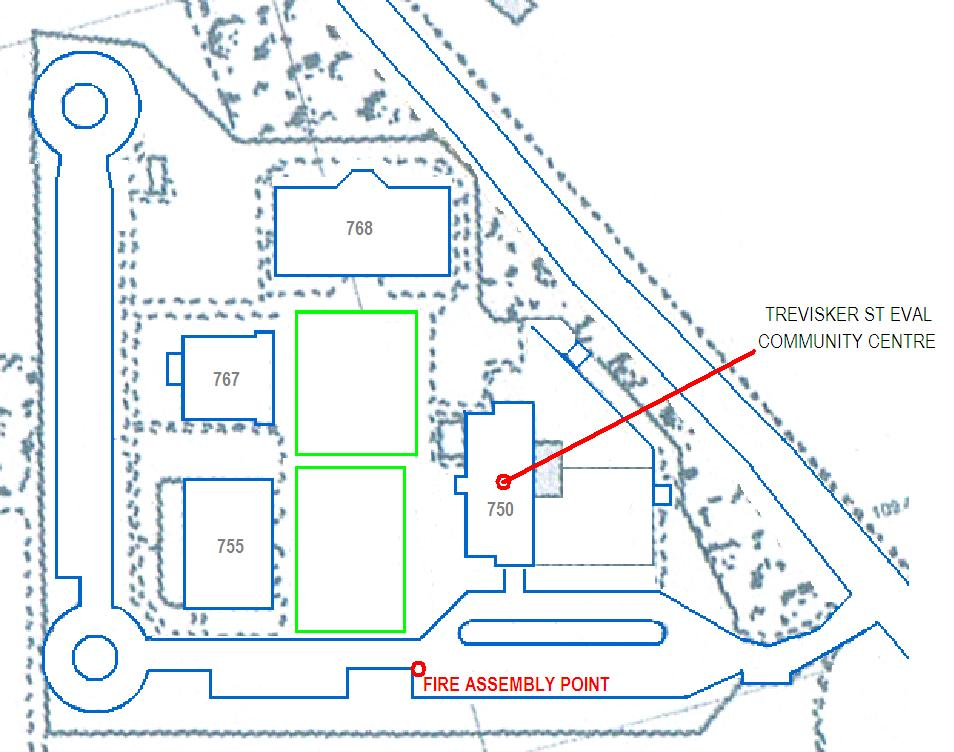 768
TREVISKER ST EVAL
COMMUNITY CENTRE
767
750
755
FIRE ASSEMBLY POINT